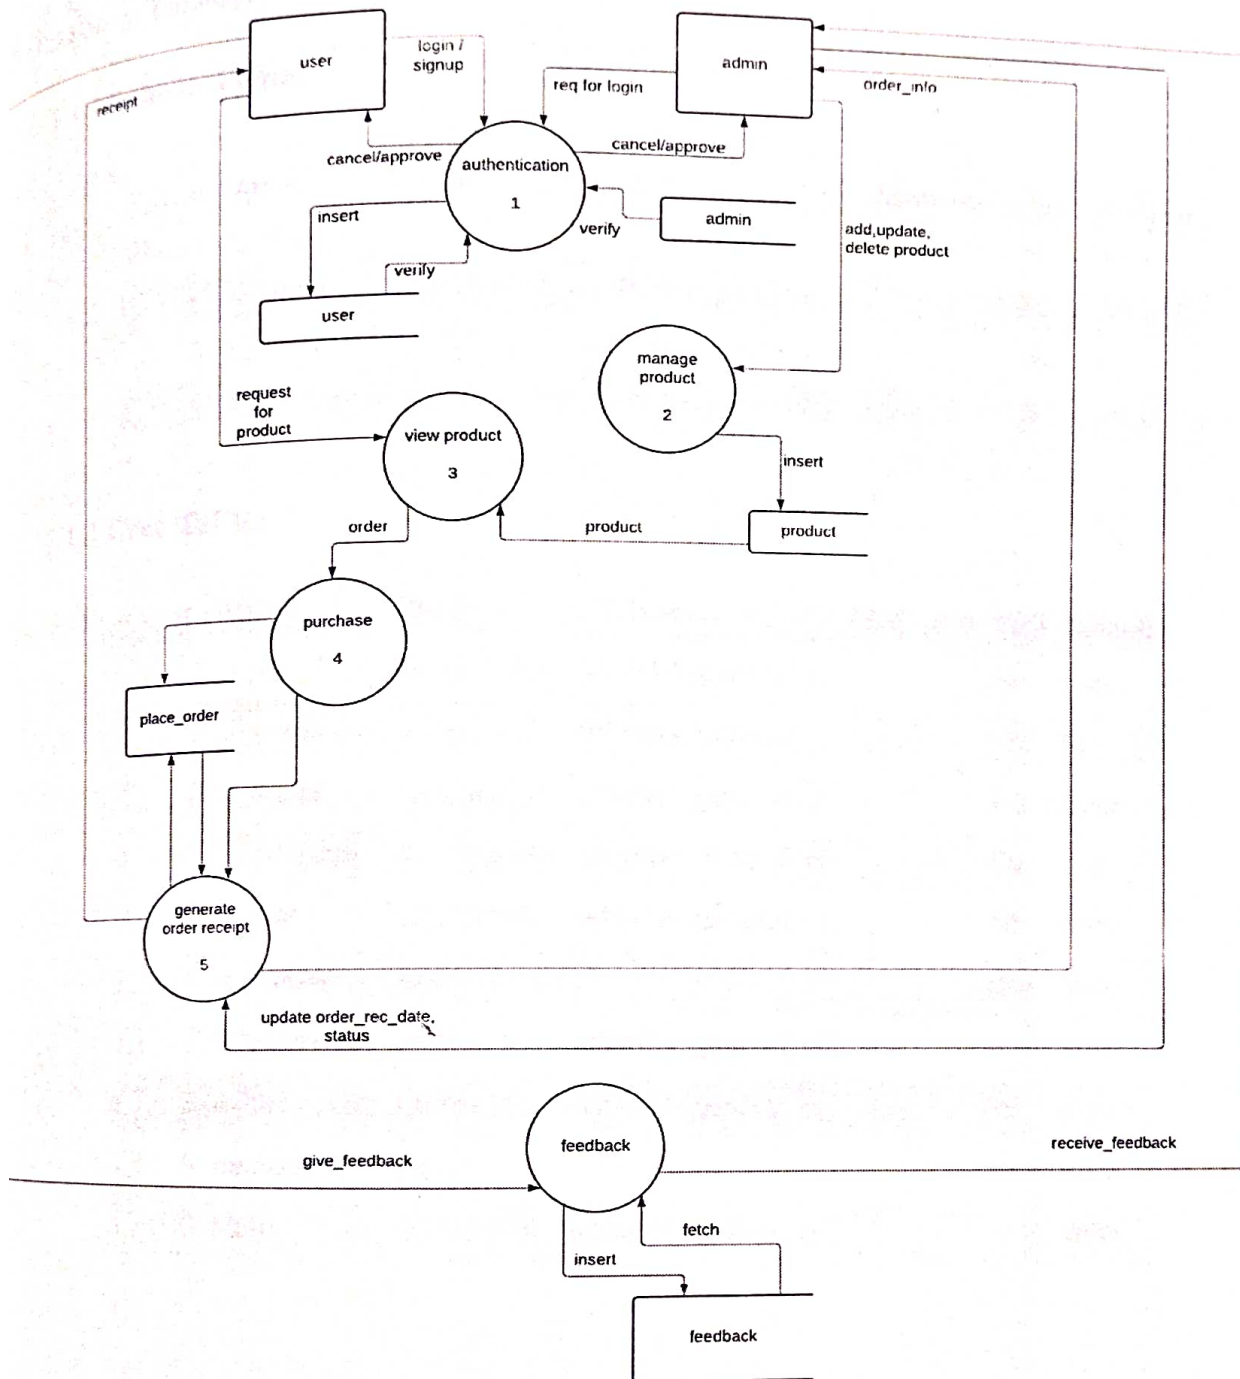 user
login /
signup
admin
req for login
order_info
receipt
cancel/approve
cancel/approve
authentication
1
insert
verify
admin
verify
add,update,
delete product
user
manage
product
2
request
for
product
view product
3
insert
order
product
product
purchase
4
place_order
generate
order receipt
5
update order_rec_date,
status
feedback
give_feedback
receive_feedback
fetch
insert
feedback